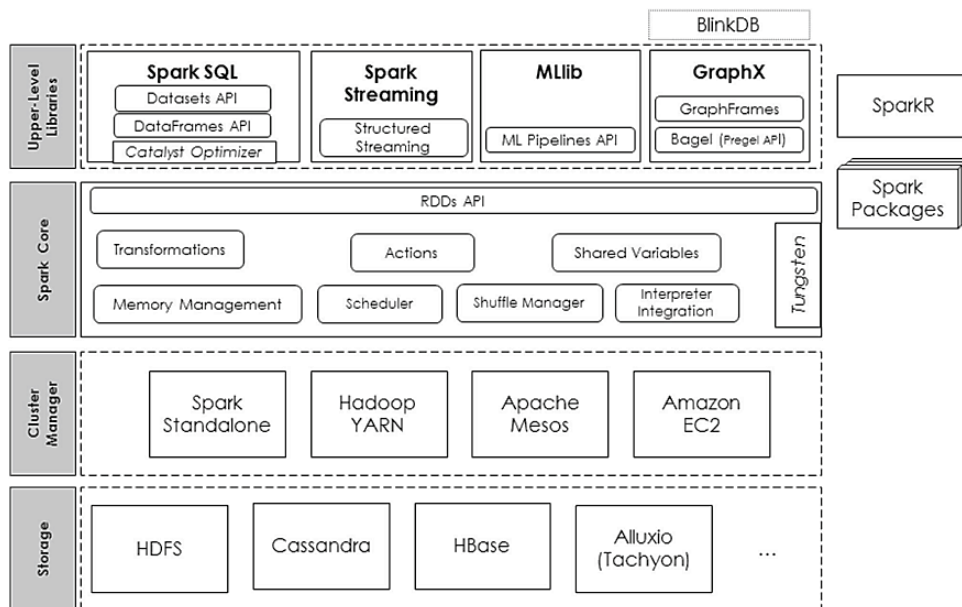 BlinkDB
Upper-Level
Libraries
Spark SQL
Datasets API
DataFrames API
Catalyst Optimizer
Spark
Streaming
Structured
Streaming
MLlib
ML Pipelines API
GraphX
GraphFrames
Bagel (Pregel API)
SparkR
Spark
Packages
Spark Core
RDDs API
Transformations
Actions
Shared Variables
Memory Management
Scheduler
Shuffle Manager
Interpreter
Integration
Tungsten
Cluster
Manager
Spark
Standalone
Hadoop
YARN
Apache
Mesos
Amazon
EC2
Storage
HDFS
Cassandra
HBase
Alluxio
(Tachyon)
...